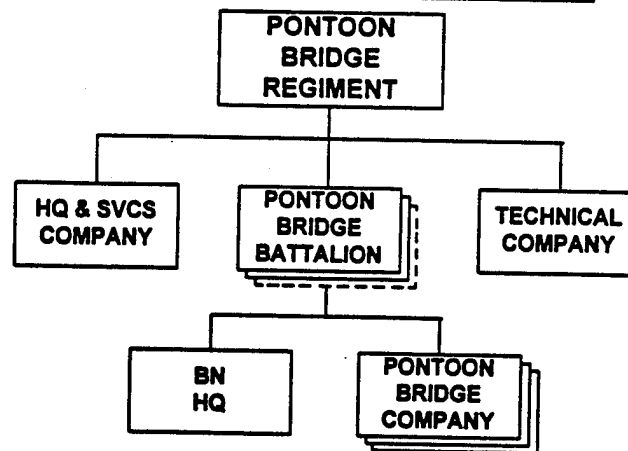 PONTOON
BRIDGE
REGIMENT
HQ & SVCS
COMPANY
PONTOON
BRIDGE
BATTALION
TECHNICAL
COMPANY
BN
HQ
PONTOON
BRIDGE
COMPANY